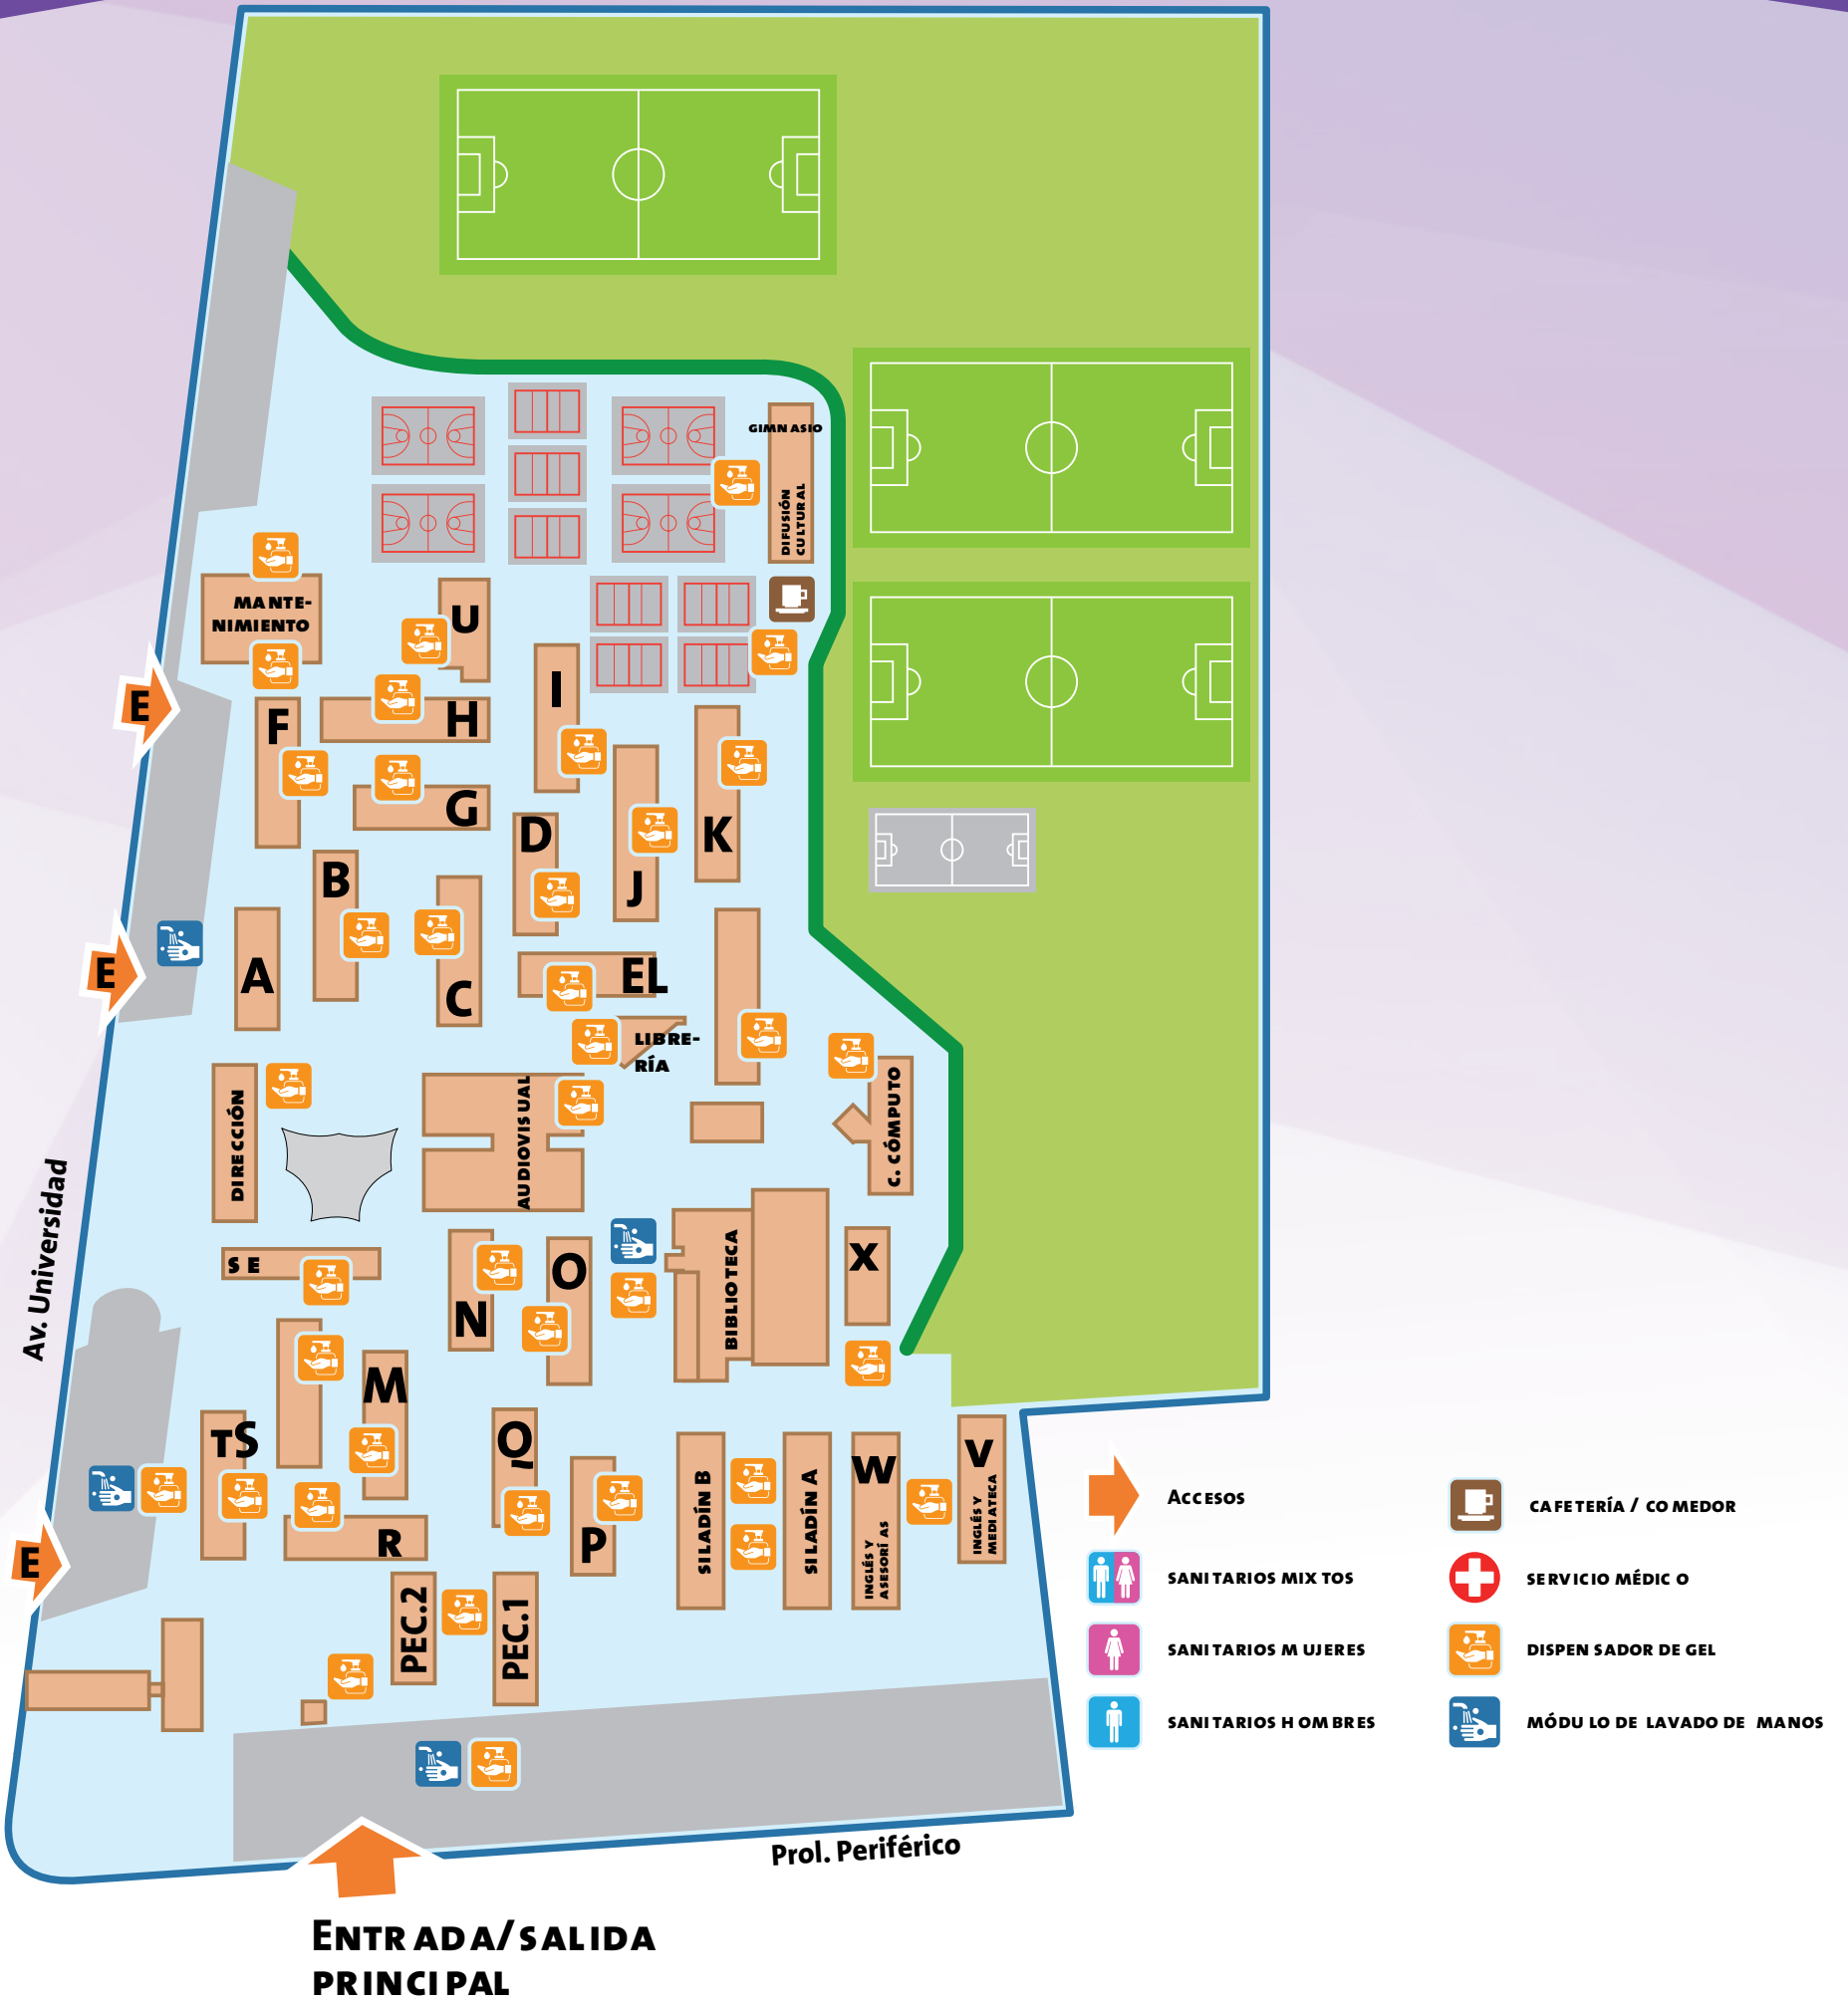 GIMNASIO
DIFUSIÓN
CULTURAL
MANTE-
NIMIENTO
U
I
E
F
H
G
D
K
B
J
A
C
EL
E
LIBRE-
RÍA
DIRECCIÓN
AUDIOVISUAL
C. CÓMPUTO
Av. Universidad
SE
N
O
BIBLIOTECA
X
M
TS
Q
R
P
SILADÍN B
SILADÍN A
W
INGLÉS Y
ASESORÍAS
V
INGLÉS Y
MEDIATECA
E
PEC.2
PEC.1
Prol. Periférico
ENTRADA/SALIDA
PRINCIPAL
ACCESOS
SANITARIOS MIXTOS
SANITARIOS MUJERES
SANITARIOS HOMBRES
CAFETERÍA / COMEDOR
SERVICIO MÉDICO
DISPENSADOR DE GEL
MÓDULO DE LAVADO DE MANOS